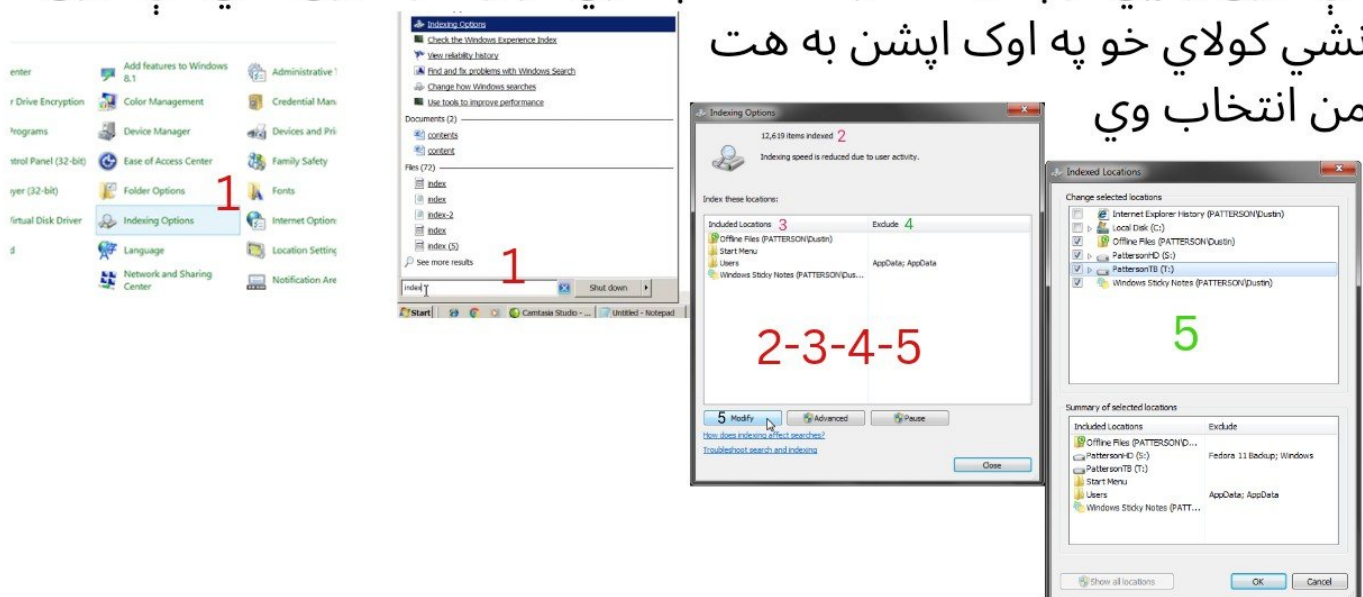 نشي کولاي خو په اوک اپشن به هت
من انتخاب وي
enter
Add features to Windows 8.1
Administrative
r Drive Encryption
Color Management
Credential Man
Programs
Device Manager
Devices and Pri
ntrol Panel (32-bit)
Ease of Access Center
Family Safety
yer (32-bit)
Folder Options
1
Fonts
Virtual Disk Driver
Indexing Options
Internet Option
d
Language
Location Setting
Network and Sharing Center
Notification Are
Indexing Options
Check the Windows Experience Index
View reliability history
Find and fix problems with Windows Search
Change how Windows searches
Use tools to improve performance
Documents (2)
contents
content
Files (72)
index
index
index-2
index
index (5)
See more results
1
index
Shut down
Start
Camtasia Studio - ...
Untitled - Notepad
Indexing Options
12,619 items indexed 2
Indexing speed is reduced due to user activity.
Index these locations:
Included Locations 3 Exclude 4
Offline Files (PATTERSON\Dustin)
Start Menu
Users AppData; AppData
Windows Sticky Notes (PATTERSON\Dus...
2-3-4-5
5 Modify Advanced Pause
How does indexing affect searches?
Troubleshoot search and indexing
Close
Indexed Locations
Change selected locations
Internet Explorer History (PATTERSON\Dustin)
Local Disk (C:)
Offline Files (PATTERSON\Dustin)
PattersonHD (S:)
PattersonTB (T:)
Windows Sticky Notes (PATTERSON\Dustin)
5
Summary of selected locations
Included Locations Exclude
Offline Files (PATTERSON\D...
PattersonHD (S:) Fedora 11 Backup; Windows
PattersonTB (T:)
Start Menu
Users AppData; AppData
Windows Sticky Notes (PATT...
Show all locations OK Cancel